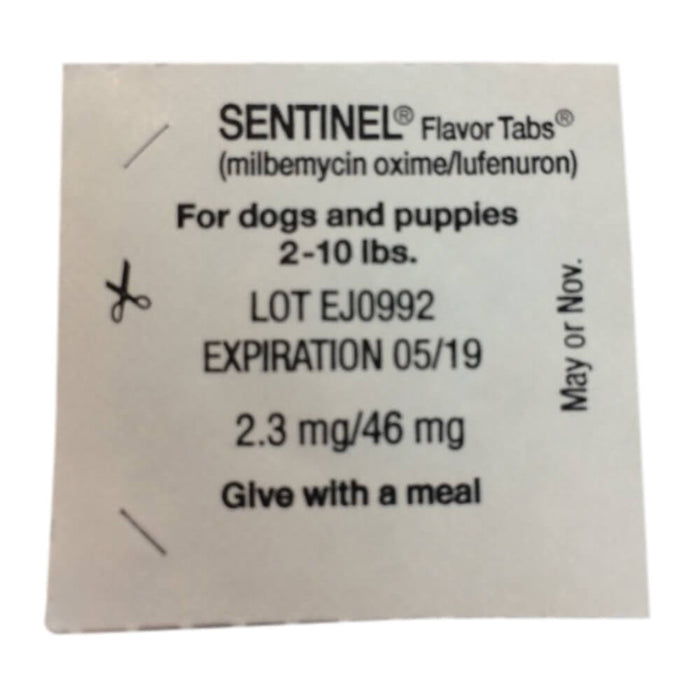 SENTINEL® Flavor Tabs®
(milbemycin oxime/lufenuron)
For dogs and puppies
2-10 lbs.
LOT EJ0992
EXPIRATION 05/19
2.3 mg/46 mg
Give with a meal
May or Nov.